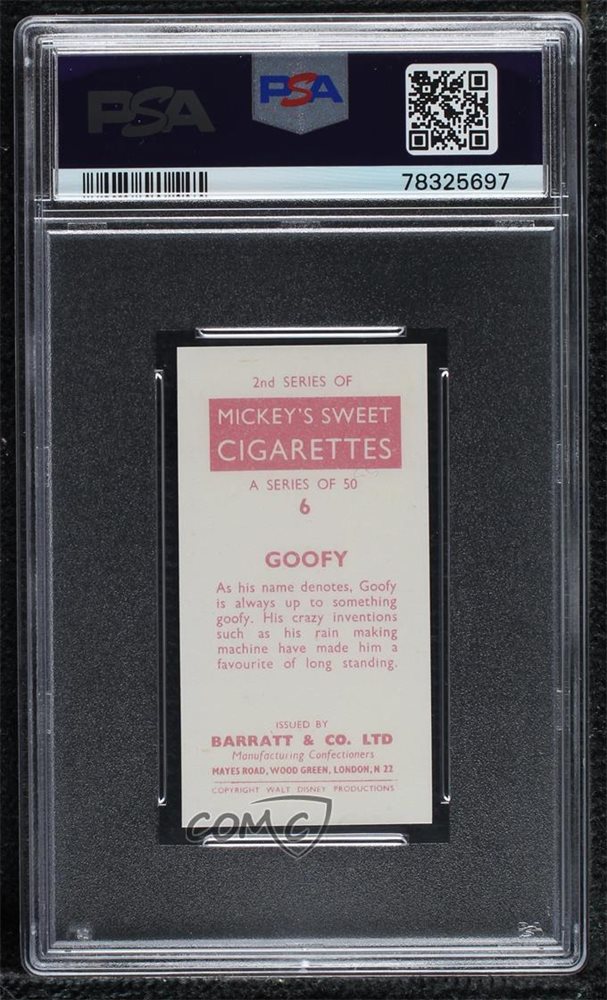 PSA PSA
78325697
2nd SERIES OF
MICKEY'S SWEET
CIGARETTES
A SERIES OF 50
6
GOOFY
As his name denotes, Goofy
is always up to something
goofy. His crazy inventions
such as his rain making
machine have made him a
favourite of long standing.
ISSUED BY
BARRATT & CO. LTD
Manufacturing Confectioners
MAYES ROAD, WOOD GREEN, LONDON, N 22
COPYRIGHT WALT DISNEY PRODUCTIONS
COMC